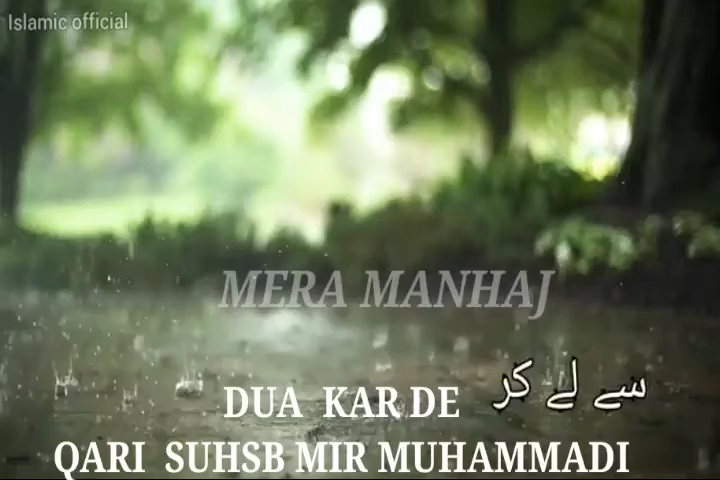 Islamic official
MERA MANHAJ
سے لے کر
DUA KAR DE
QARI SUHSB MIR MUHAMMADI